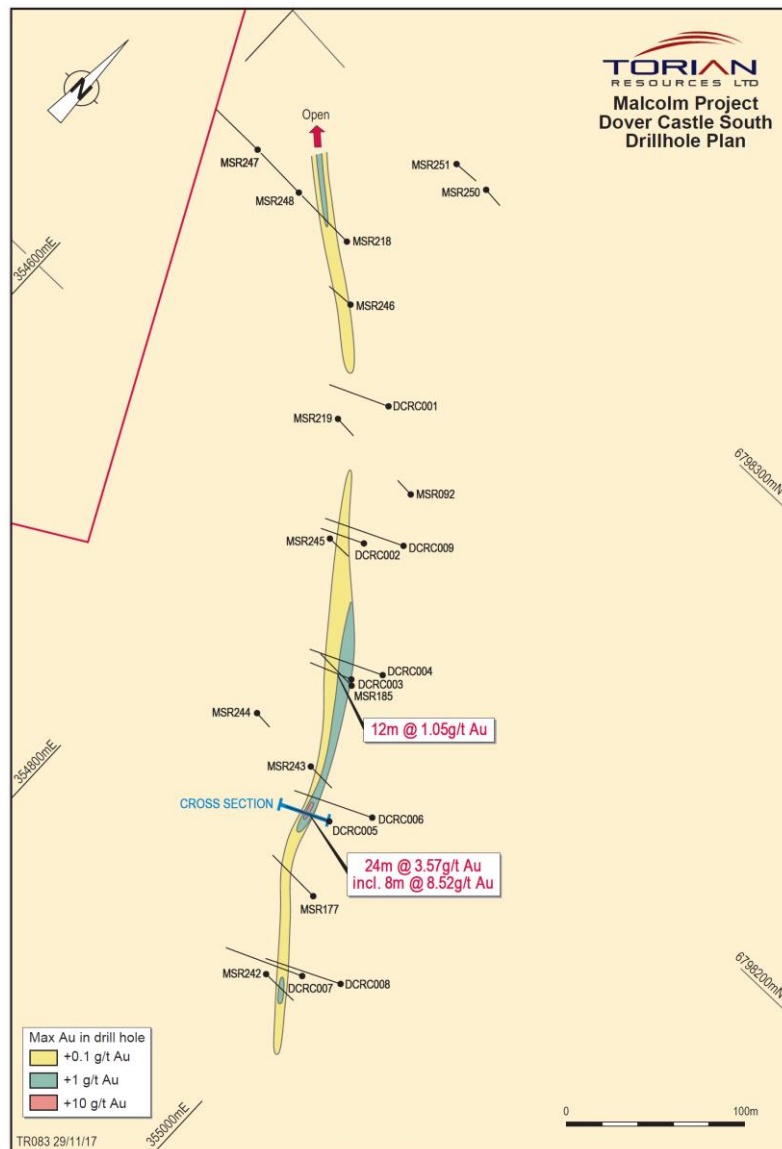 TORIAN
RESOURCES LTD
Malcolm Project
Dover Castle South
Drillhole Plan
N
Open
MSR247
MSR251
MSR248
MSR250
MSR218
354600mE
MSR246
DCRC001
MSR219
6798300mN
MSR092
MSR245
DCRC009
DCRC002
DCRC004
DCRC003
MSR185
MSR244
12m @ 1.05g/t Au
354800mE
MSR243
CROSS SECTION
DCRC006
DCRC005
24m @ 3.57g/t Au
incl. 8m @ 8.52g/t Au
MSR177
MSR242
DCRC007
DCRC008
6798200mN
Max Au in drill hole
+0.1 g/t Au
+1 g/t Au
+10 g/t Au
355000mE
0
100m
TR083 29/11/17